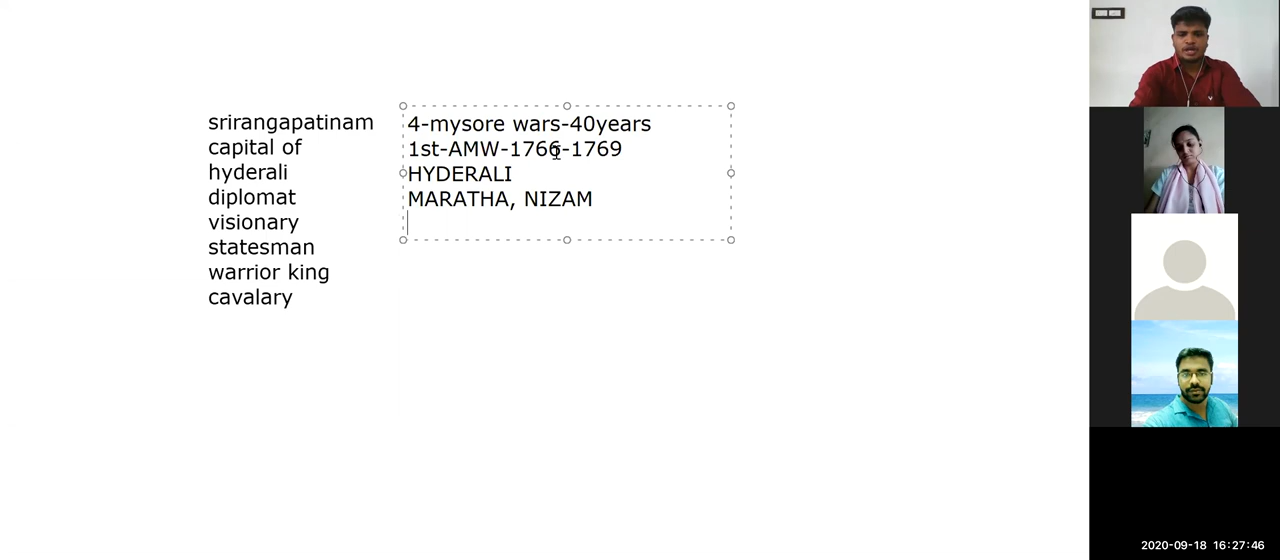 srirangapatinam
capital of
hyderali
diplomat
visionary
statesman
warrior king
cavalary
4-mysore wars-40years
1st-AMW-1766-1769
HYDERALI
MARATHA, NIZAM
2020-09-18 16:27:46